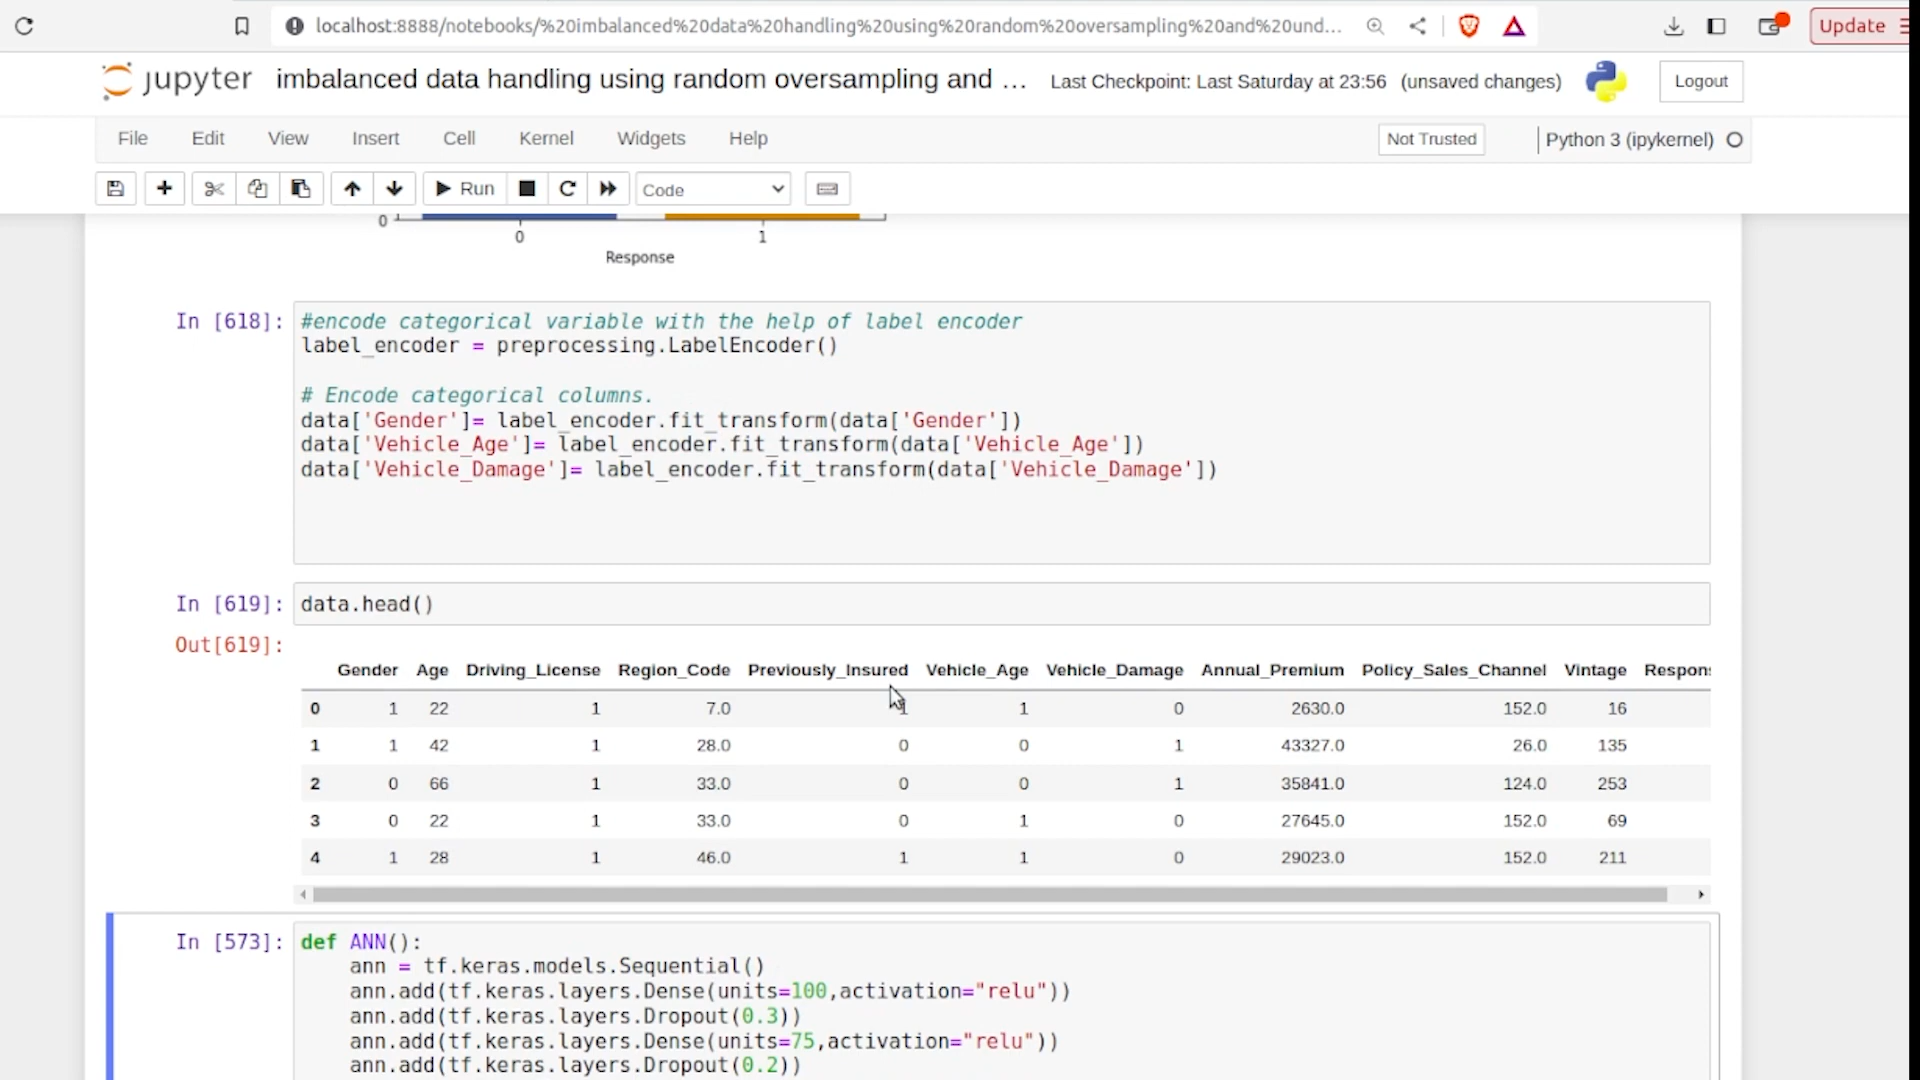 localhost:8888/notebooks/%20imbalanced%20data%20handling%20using%20random%20oversampling%20and%20und...
Update
jupyter imbalanced data handling using random oversampling and ... Last Checkpoint: Last Saturday at 23:56 (unsaved changes) Logout
File Edit View Insert Cell Kernel Widgets Help Not Trusted Python 3 (ipykernel)
Run Code
0
0 1
Response
In [618]: #encode categorical variable with the help of label encoder
label_encoder = preprocessing.LabelEncoder()
# Encode categorical columns.
data['Gender']= label_encoder.fit_transform(data['Gender'])
data['Vehicle_Age']= label_encoder.fit_transform(data['Vehicle_Age'])
data['Vehicle_Damage']= label_encoder.fit_transform(data['Vehicle_Damage'])
In [619]: data.head()
Out[619]:
Gender Age Driving_License Region_Code Previously_Insured Vehicle_Age Vehicle_Damage Annual_Premium Policy_Sales_Channel Vintage Respons
0 1 22 1 7.0 1 1 0 2630.0 152.0 16
1 1 42 1 28.0 0 0 1 43327.0 26.0 135
2 0 66 1 33.0 0 0 1 35841.0 124.0 253
3 0 22 1 33.0 0 1 0 27645.0 152.0 69
4 1 28 1 46.0 1 1 0 29023.0 152.0 211
In [573]: def ANN():
ann = tf.keras.models.Sequential()
ann.add(tf.keras.layers.Dense(units=100,activation="relu"))
ann.add(tf.keras.layers.Dropout(0.3))
ann.add(tf.keras.layers.Dense(units=75,activation="relu"))
ann.add(tf.keras.layers.Dropout(0.2))